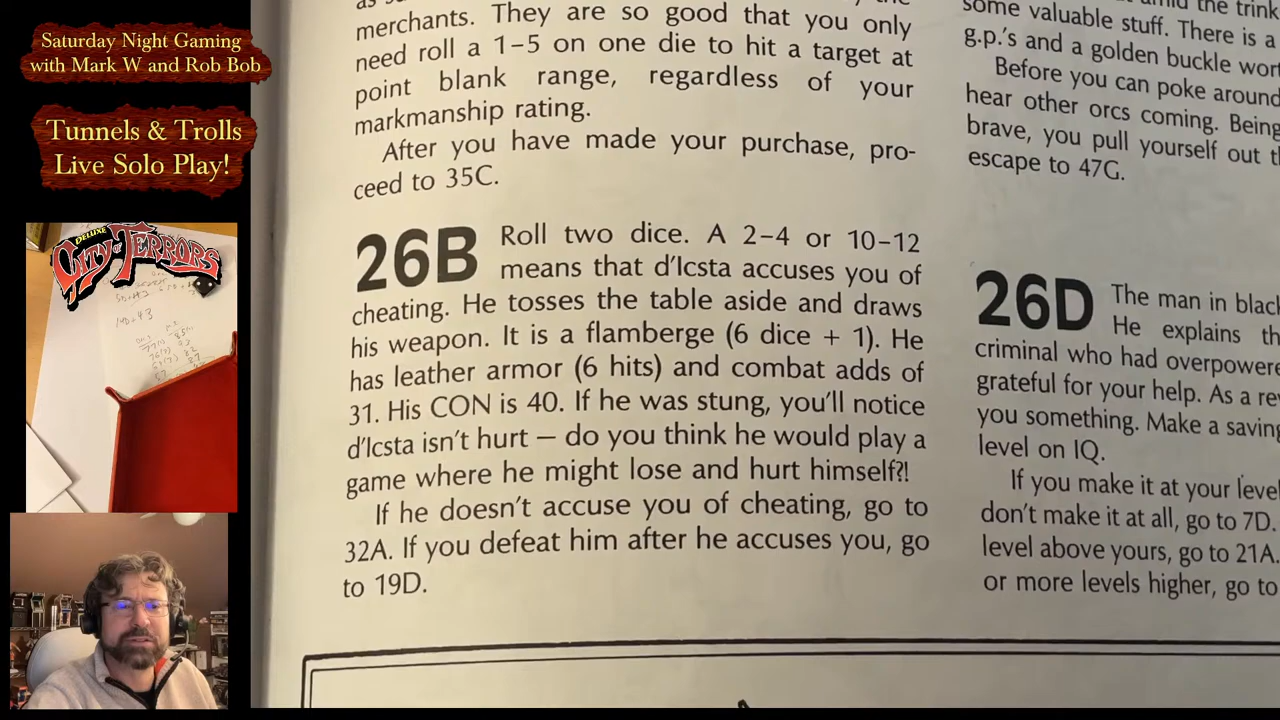 Saturday Night Gaming
with Mark W and Rob Bob
Tunnels & Trolls
Live Solo Play!
DELUXE
CITY OF TERRORS
merchants. They are so good that you only
need roll a 1–5 on one die to hit a target at
point blank range, regardless of your
markmanship rating.
After you have made your purchase, pro-
ceed to 35C.
26B Roll two dice. A 2–4 or 10–12
means that d'Icsta accuses you of
cheating. He tosses the table aside and draws
his weapon. It is a flamberge (6 dice + 1). He
has leather armor (6 hits) and combat adds of
31. His CON is 40. If he was stung, you'll notice
d'Icsta isn't hurt — do you think he would play a
game where he might lose and hurt himself?!
If he doesn't accuse you of cheating, go to
32A. If you defeat him after he accuses you, go
to 19D.
the trink
some valuable stuff. There is a
g.p.'s and a golden buckle wor
Before you can poke around
hear other orcs coming. Being
brave, you pull yourself out t
escape to 47G.
26D The man in black
He explains th
criminal who had overpowere
grateful for your help. As a re
you something. Make a saving
level on IQ.
If you make it at your level
don't make it at all, go to 7D.
level above yours, go to 21A.
or more levels higher, go to